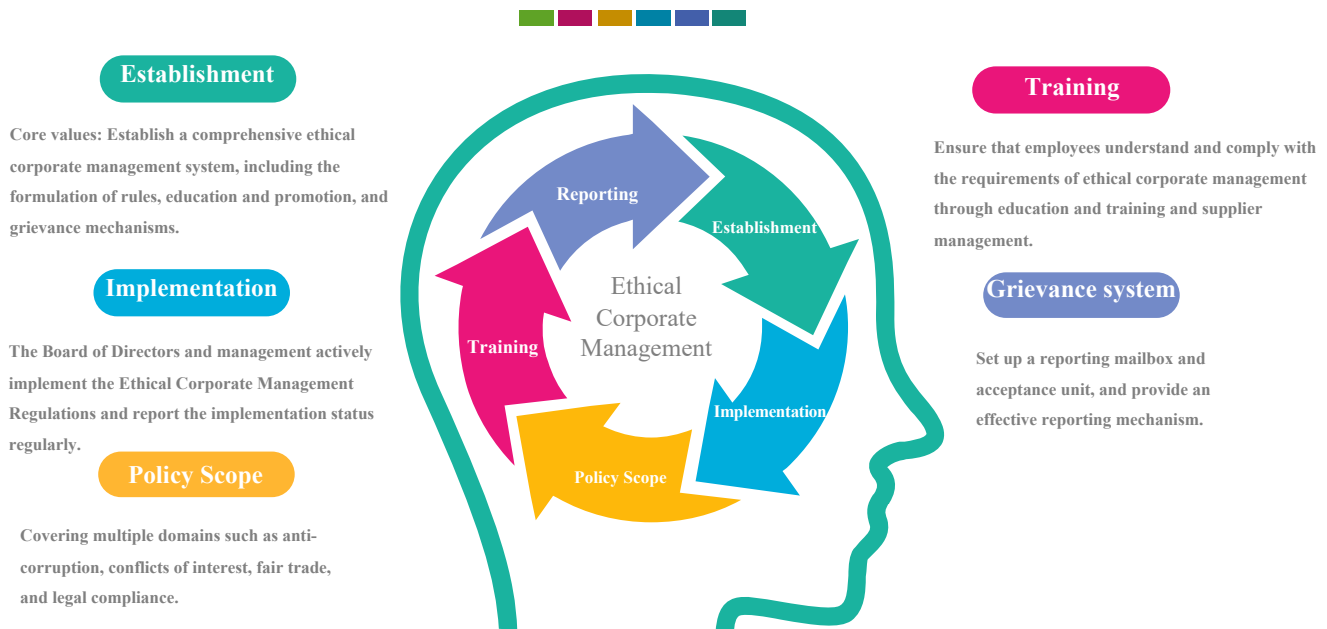 Establishment
Core values: Establish a comprehensive ethical
corporate management system, including the
formulation of rules, education and promotion, and
grievance mechanisms.
Implementation
The Board of Directors and management actively
implement the Ethical Corporate Management
Regulations and report the implementation status
regularly.
Policy Scope
Covering multiple domains such as anti-
corruption, conflicts of interest, fair trade,
and legal compliance.
Reporting
Establishment
Ethical
Corporate
Management
Training
Implementation
Policy Scope
Training
Ensure that employees understand and comply with
the requirements of ethical corporate management
through education and training and supplier
management.
Grievance system
Set up a reporting mailbox and
acceptance unit, and provide an
effective reporting mechanism.